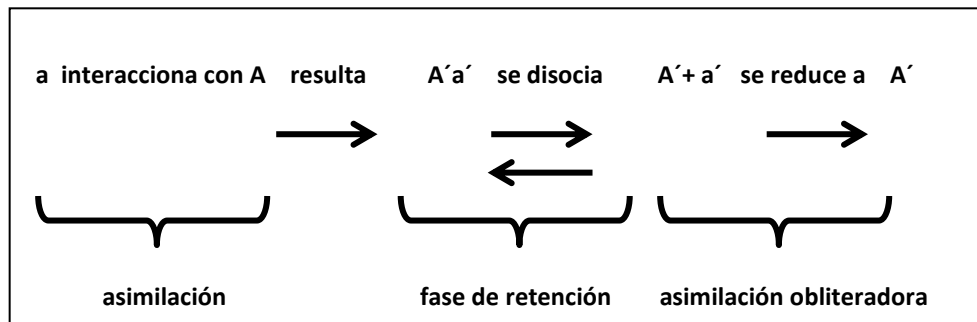 a interacciona con A resulta A´a´ se disocia A´+ a´ se reduce a A´
asimilación fase de retención asimilación obliteradora